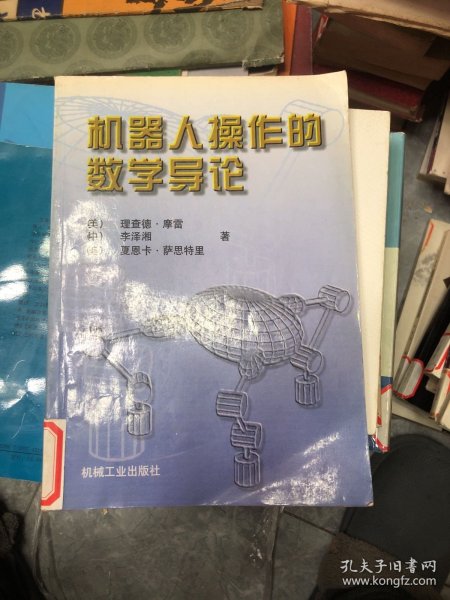 机器人操作的
数学导论
(美) 理查德·摩雷
(中) 李泽湘 著
(美) 夏恩卡·萨思特里
机械工业出版社
孔夫子旧书网
www.kongfz.com